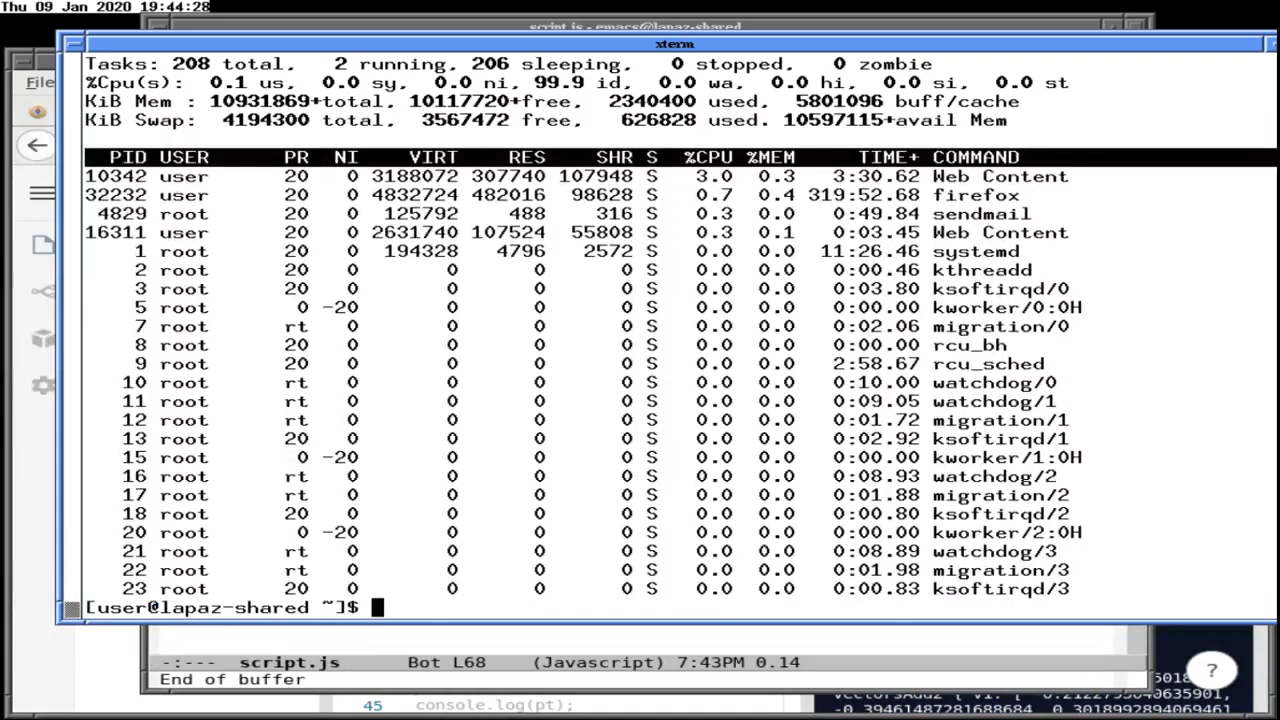 Thu 09 Jan 2020 19:44:28
script.js - emacs@lapaz-shared
xterm
File
Tasks: 208 total,   2 running, 206 sleeping,   0 stopped,   0 zombie
%Cpu(s):  0.1 us,  0.0 sy,  0.0 ni, 99.9 id,  0.0 wa,  0.0 hi,  0.0 si,  0.0 st
KiB Mem : 10931869+total, 10117720+free,  2340400 used,  5801096 buff/cache
KiB Swap:  4194300 total,  3567472 free,   626828 used. 10597115+avail Mem
PID USER      PR  NI    VIRT    RES    SHR S  %CPU %MEM     TIME+ COMMAND
10342 user      20   0 3188072 307740 107948 S   3.0  0.3   3:30.62 Web Content
32232 user      20   0 4832724 482016  98628 S   0.7  0.4 319:52.68 firefox
4829 root      20   0  125792    488    316 S   0.3  0.0   0:49.84 sendmail
16311 user      20   0 2631740 107524  55808 S   0.3  0.1   0:03.45 Web Content
1 root      20   0  194328   4796   2572 S   0.0  0.0  11:26.46 systemd
2 root      20   0       0      0      0 S   0.0  0.0   0:00.46 kthreadd
3 root      20   0       0      0      0 S   0.0  0.0   0:03.80 ksoftirqd/0
5 root       0 -20       0      0      0 S   0.0  0.0   0:00.00 kworker/0:0H
7 root      rt   0       0      0      0 S   0.0  0.0   0:02.06 migration/0
8 root      20   0       0      0      0 S   0.0  0.0   0:00.00 rcu_bh
9 root      20   0       0      0      0 S   0.0  0.0   2:58.67 rcu_sched
10 root      rt   0       0      0      0 S   0.0  0.0   0:10.00 watchdog/0
11 root      rt   0       0      0      0 S   0.0  0.0   0:09.05 watchdog/1
12 root      rt   0       0      0      0 S   0.0  0.0   0:01.72 migration/1
13 root      20   0       0      0      0 S   0.0  0.0   0:02.92 ksoftirqd/1
15 root       0 -20       0      0      0 S   0.0  0.0   0:00.00 kworker/1:0H
16 root      rt   0       0      0      0 S   0.0  0.0   0:08.93 watchdog/2
17 root      rt   0       0      0      0 S   0.0  0.0   0:01.88 migration/2
18 root      20   0       0      0      0 S   0.0  0.0   0:00.80 ksoftirqd/2
20 root       0 -20       0      0      0 S   0.0  0.0   0:00.00 kworker/2:0H
21 root      rt   0       0      0      0 S   0.0  0.0   0:08.89 watchdog/3
22 root      rt   0       0      0      0 S   0.0  0.0   0:01.98 migration/3
23 root      20   0       0      0      0 S   0.0  0.0   0:00.83 ksoftirqd/3
[user@lapaz-shared ~]$
-:---  script.js      Bot L68    (Javascript) 7:43PM 0.14
End of buffer
?
45 console.log(pt);
-0.39461487281688684, 0.3018992894069461